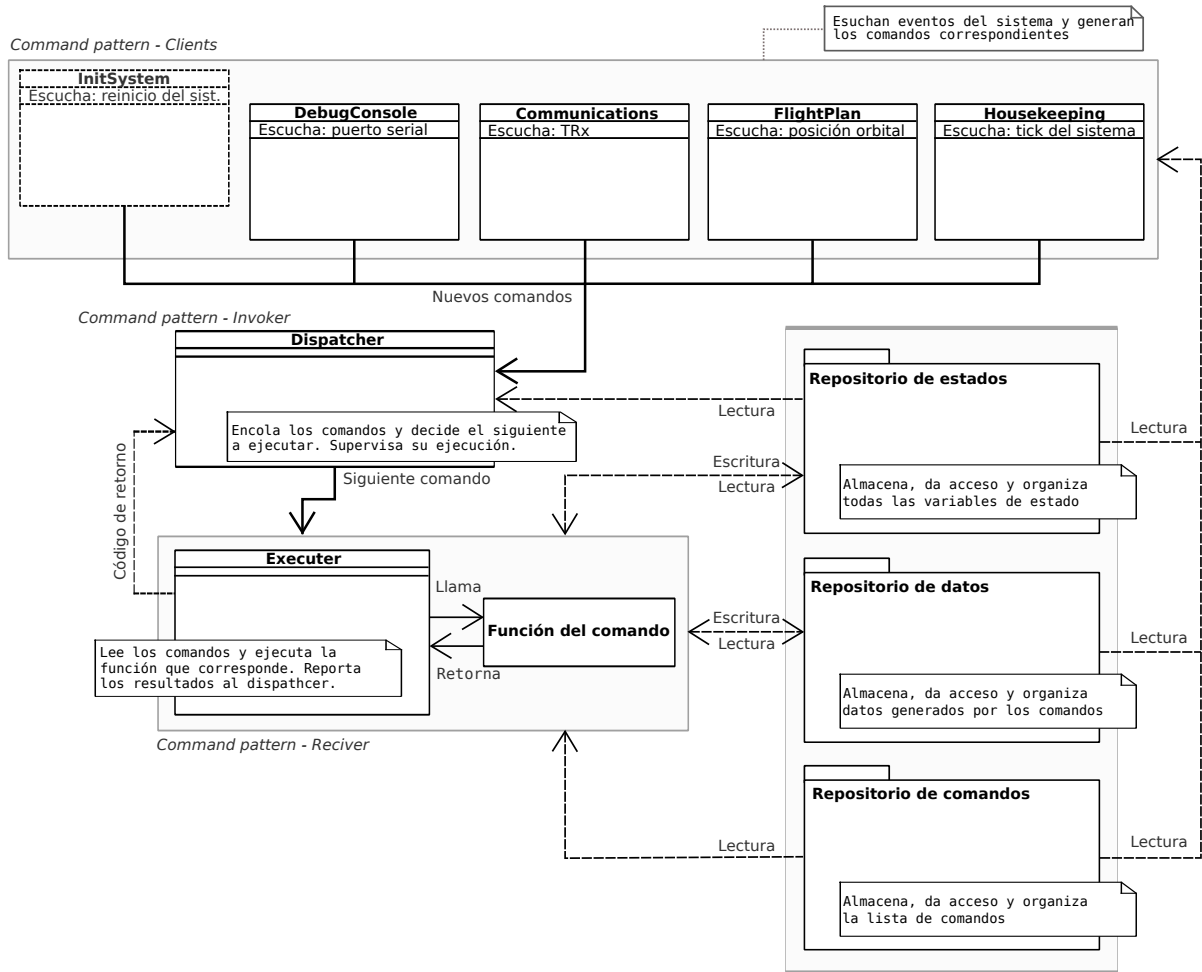 Esuchan eventos del sistema y generan
los comandos correspondientes
Command pattern - Clients
InitSystem
Escucha: reinicio del sist.
DebugConsole
Escucha: puerto serial
Communications
Escucha: TRx
FlightPlan
Escucha: posición orbital
Housekeeping
Escucha: tick del sistema
Nuevos comandos
Command pattern - Invoker
Dispatcher
Encola los comandos y decide el siguiente
a ejecutar. Supervisa su ejecución.
Siguiente comando
Código de retorno
Lectura
Escritura
Lectura
Repositorio de estados
Almacena, da acceso y organiza
todas las variables de estado
Lectura
Executer
Llama
Retorna
Función del comando
Lee los comandos y ejecuta la
función que corresponde. Reporta
los resultados al dispathcer.
Command pattern - Reciver
Escritura
Lectura
Repositorio de datos
Almacena, da acceso y organiza
datos generados por los comandos
Lectura
Lectura
Repositorio de comandos
Almacena, da acceso y organiza
la lista de comandos
Lectura